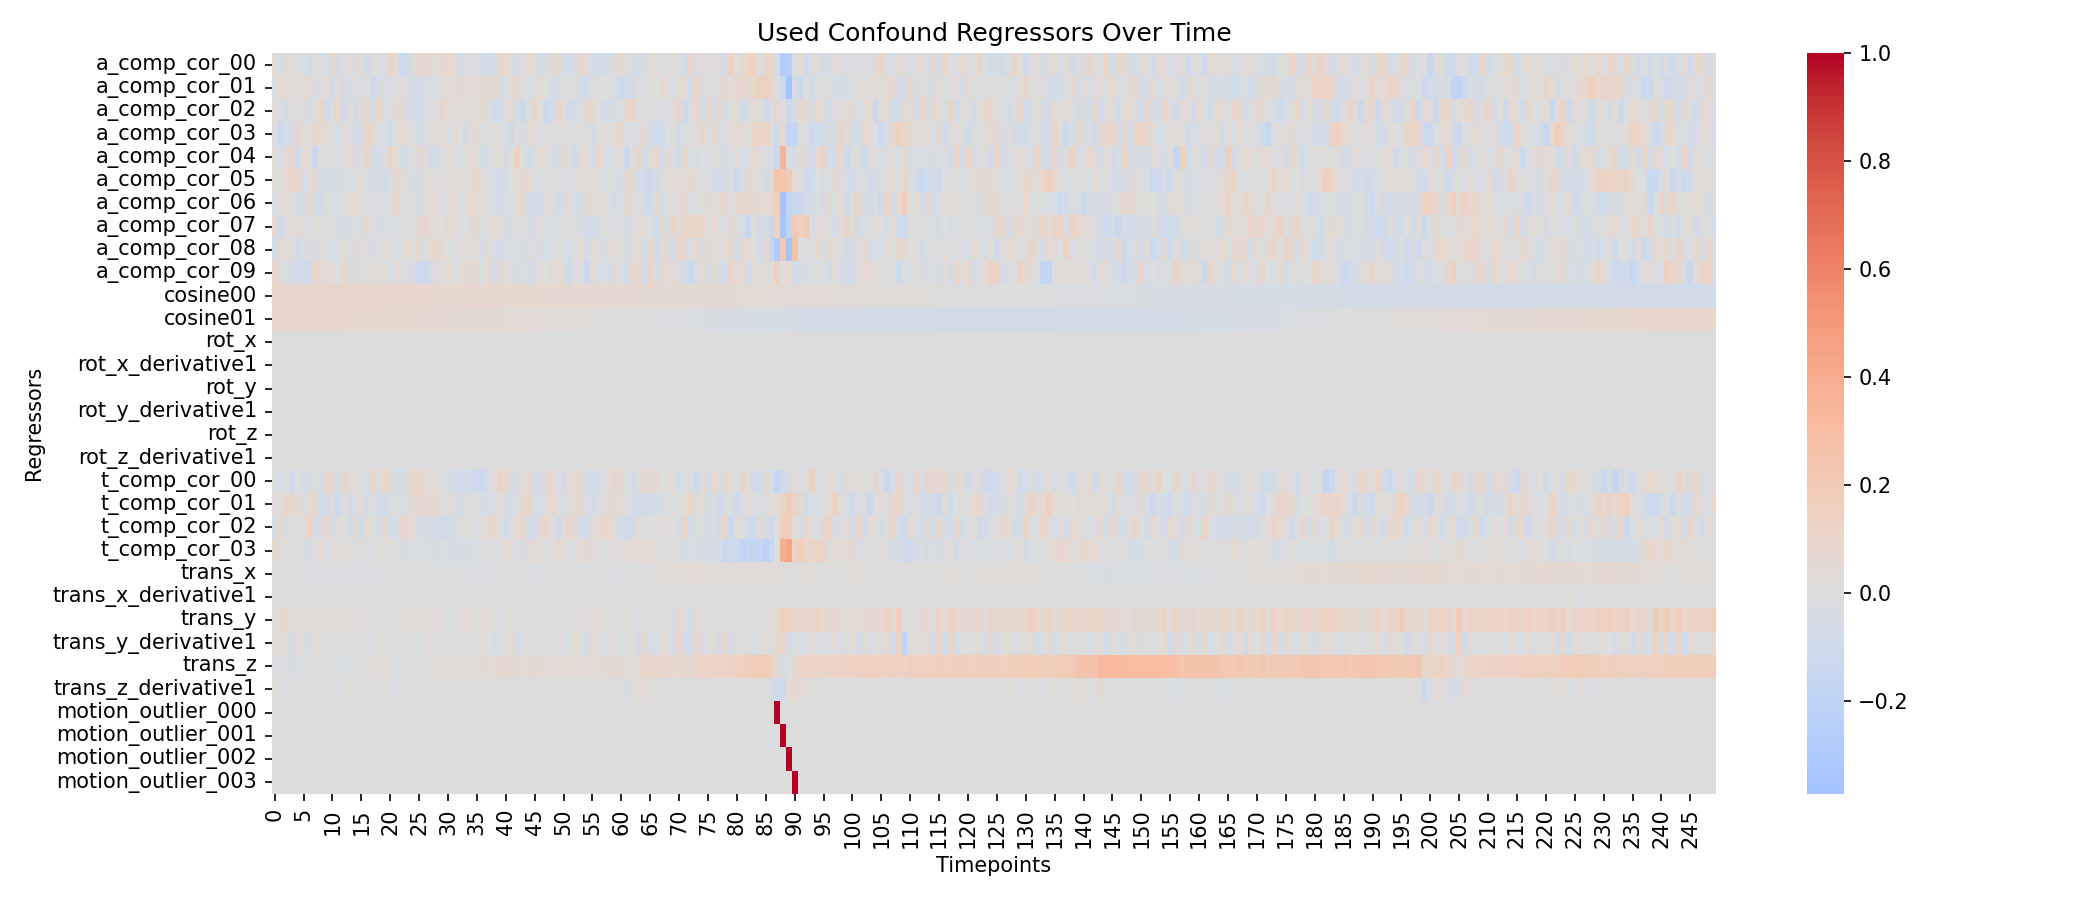 Used Confound Regressors Over Time
a_comp_cor_00
a_comp_cor_01
a_comp_cor_02
a_comp_cor_03
a_comp_cor_04
a_comp_cor_05
a_comp_cor_06
a_comp_cor_07
a_comp_cor_08
a_comp_cor_09
cosine00
cosine01
rot_x
rot_x_derivative1
rot_y
rot_y_derivative1
rot_z
rot_z_derivative1
t_comp_cor_00
t_comp_cor_01
t_comp_cor_02
t_comp_cor_03
trans_x
trans_x_derivative1
trans_y
trans_y_derivative1
trans_z
trans_z_derivative1
motion_outlier_000
motion_outlier_001
motion_outlier_002
motion_outlier_003
Regressors
0 5 10 15 20 25 30 35 40 45 50 55 60 65 70 75 80 85 90 95 100 105 110 115 120 125 130 135 140 145 150 155 160 165 170 175 180 185 190 195 200 205 210 215 220 225 230 235 240 245
Timepoints
1.0
0.8
0.6
0.4
0.2
0.0
−0.2